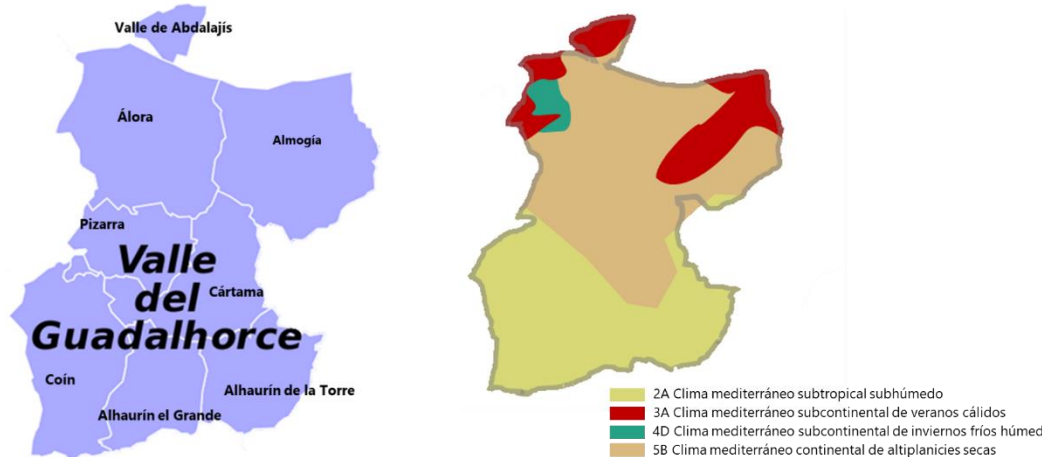 Valle de Abdalajís
Álora
Almogía
Pizarra
Valle
del
Guadalhorce
Cártama
Coín
Alhaurín de la Torre
Alhaurín el Grande
2A Clima mediterráneo subtropical subhúmedo
3A Clima mediterráneo subcontinental de veranos cálidos
4D Clima mediterráneo subcontinental de inviernos fríos húmed
5B Clima mediterráneo continental de altiplanicies secas